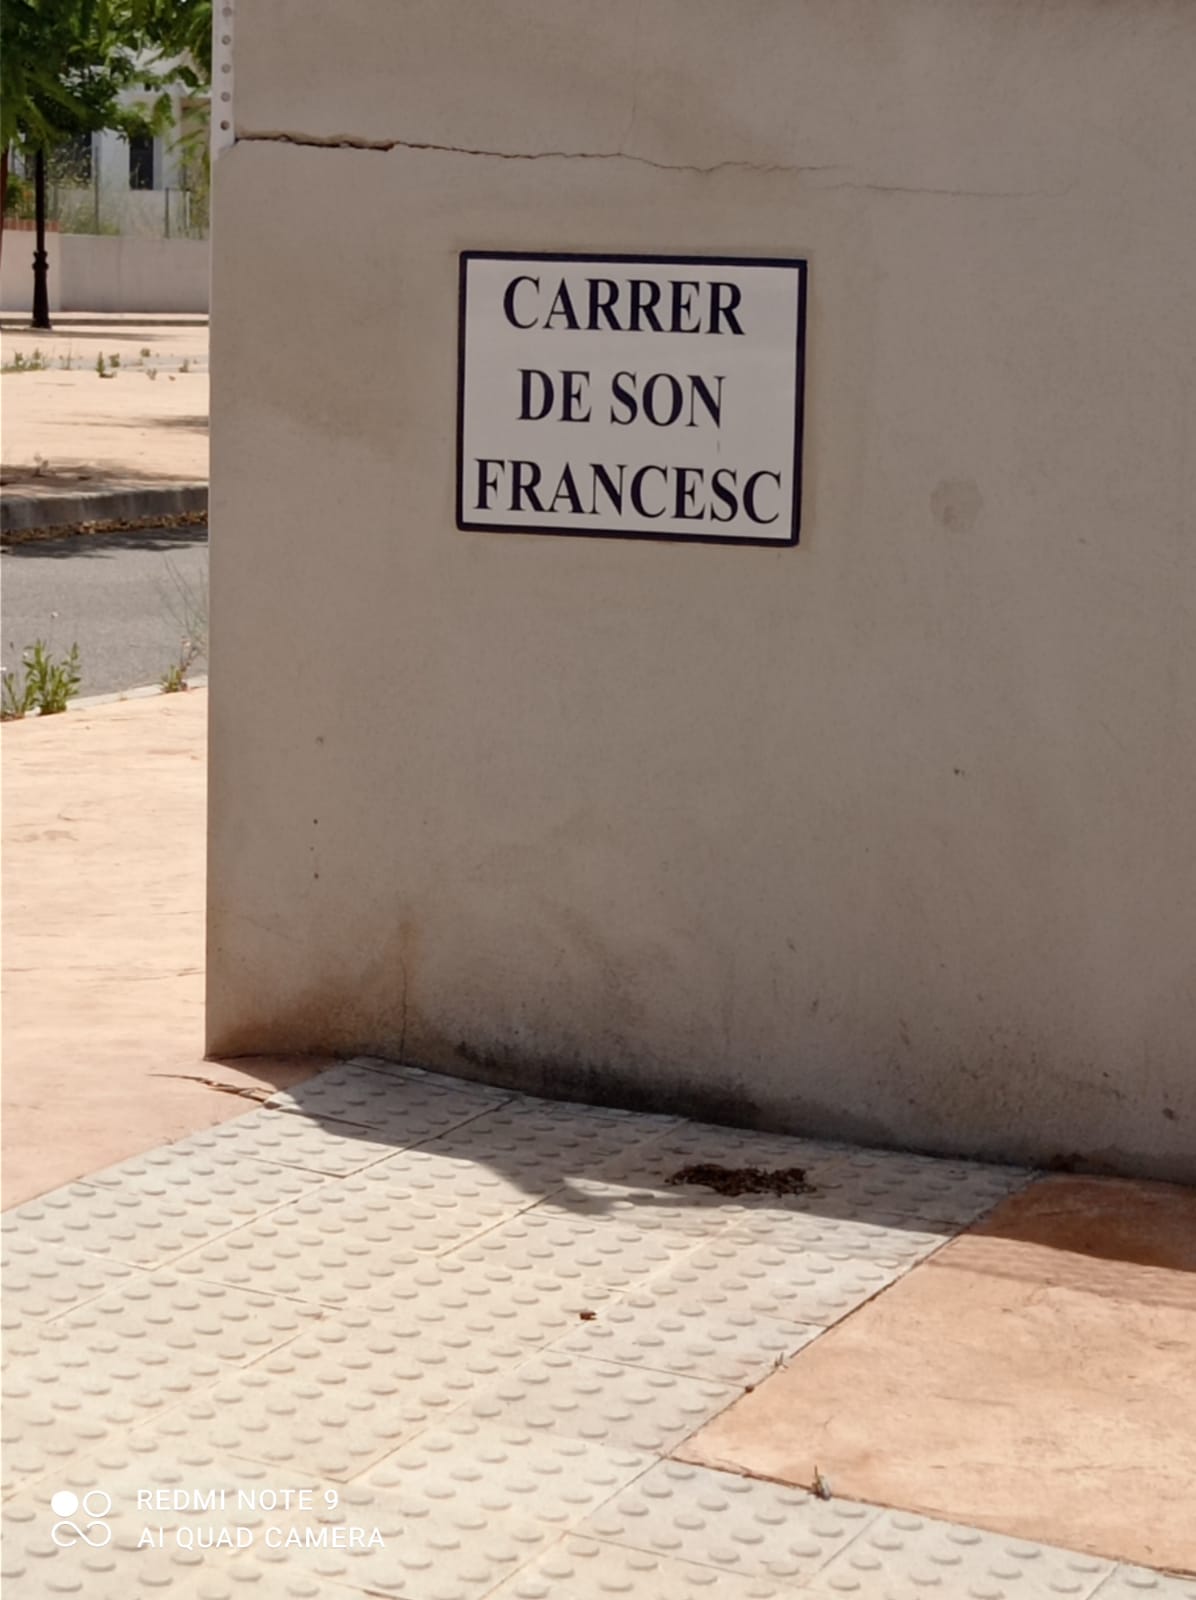 CARRER
DE SON
FRANCESC
REDMI NOTE 9
AI QUAD CAMERA